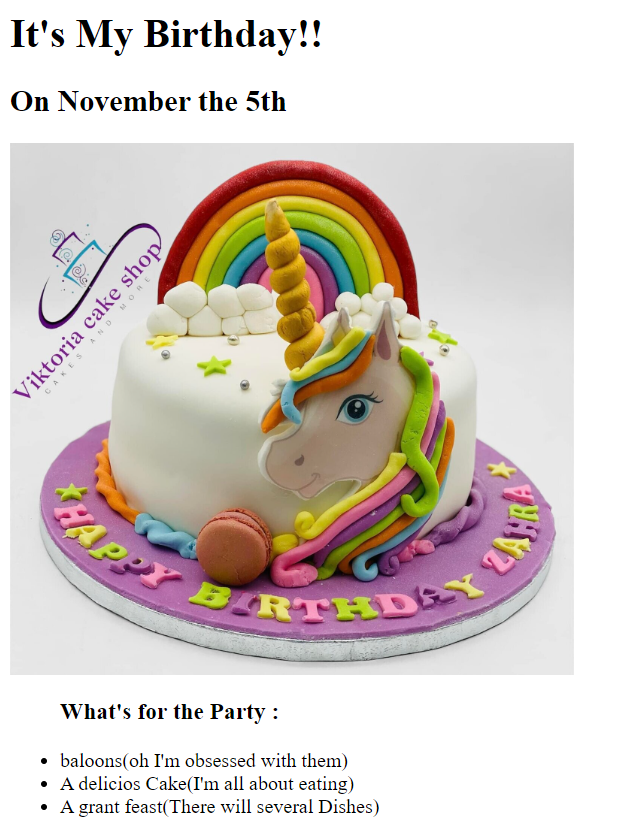 It's My Birthday!!
On November the 5th
Viktoria cake shop
CAKES AND MORE
HAPPY BIRTHDAY ZAHRA
What's for the Party :
baloons(oh I'm obsessed with them)
A delicios Cake(I'm all about eating)
A grant feast(There will several Dishes)